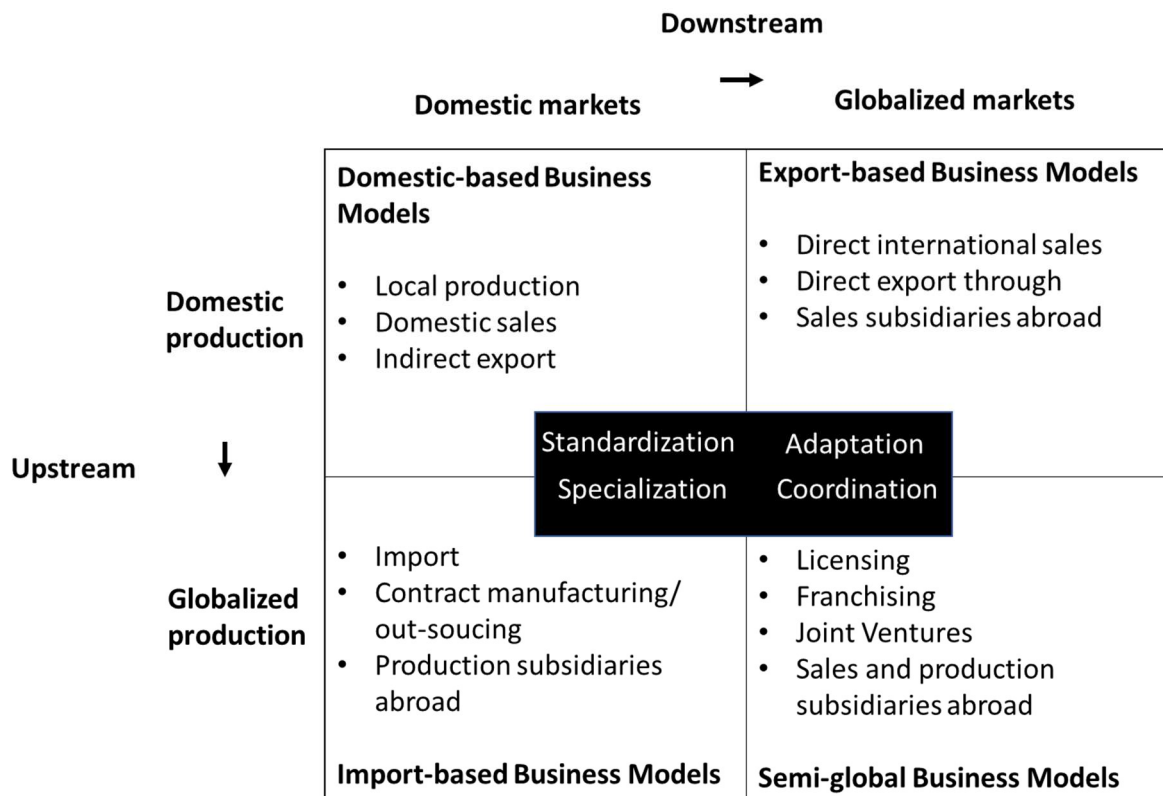 Downstream
Domestic markets
Globalized markets
Domestic-based Business
Models
• Local production
• Domestic sales
• Indirect export
Export-based Business Models
• Direct international sales
• Direct export through
• Sales subsidiaries abroad
Domestic
production
Upstream
Standardization
Adaptation
Specialization
Coordination
Globalized
production
• Import
• Contract manufacturing/
out-soucing
• Production subsidiaries
abroad
Import-based Business Models
• Licensing
• Franchising
• Joint Ventures
• Sales and production
subsidiaries abroad
Semi-global Business Models